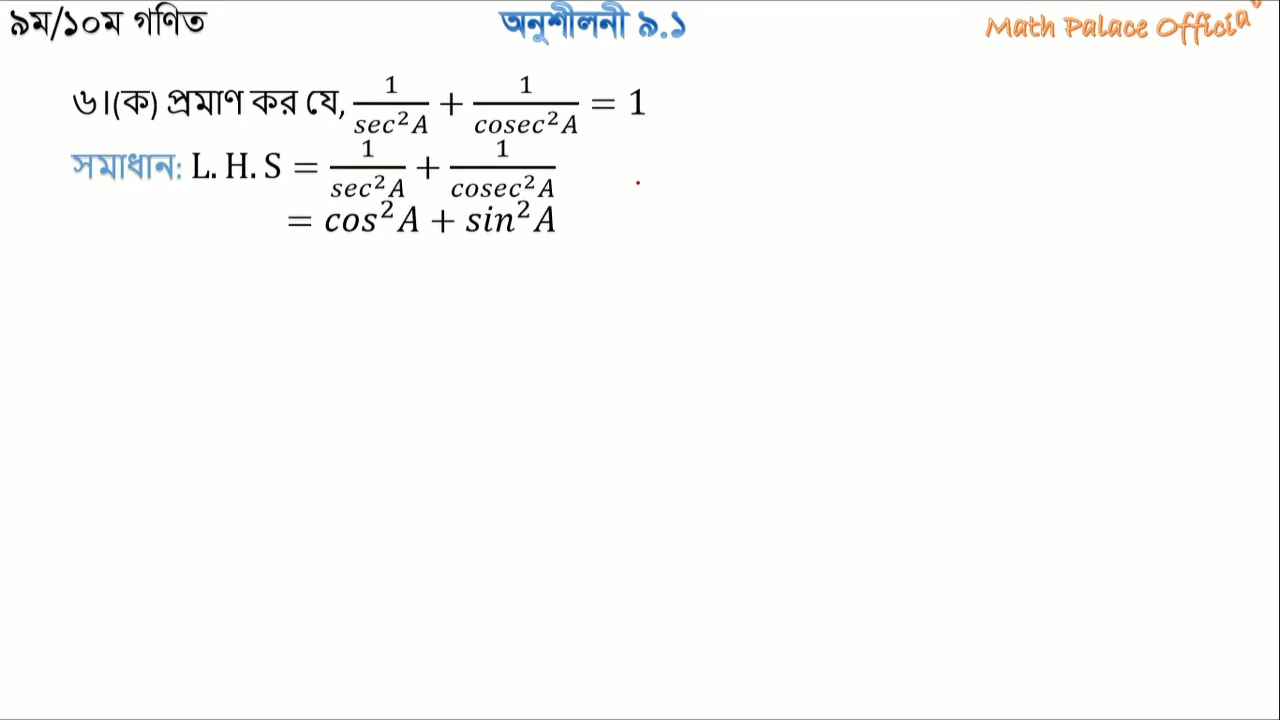 ৯ম/১০ম গণিত অনুশীলনী ৯.১ Math Palace Official
৬।(ক) প্রমাণ কর যে, 1/sec²A + 1/cosec²A = 1
সমাধান: L. H. S = 1/sec²A + 1/cosec²A
= cos²A + sin²A